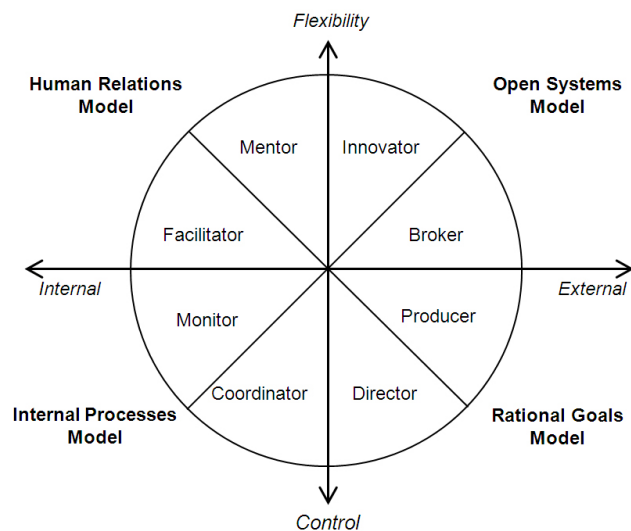 Flexibility
Human Relations
Model
Open Systems
Model
Mentor
Innovator
Facilitator
Broker
Internal
External
Monitor
Producer
Coordinator
Director
Internal Processes
Model
Rational Goals
Model
Control